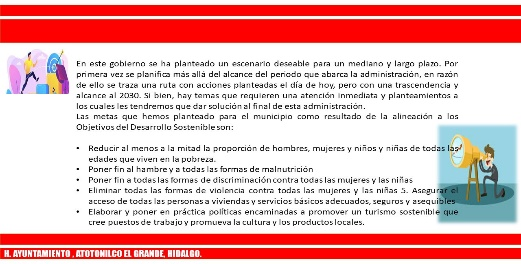 En este gobierno se ha planteado un escenario deseable para un mediano y largo plazo. Por
primera vez se planifica más allá del alcance del periodo que abarca la administración, en razón
de ello se traza una ruta con acciones planteadas el día de hoy, pero con una trascendencia y
alcance al 2030. Si bien, hay temas que requieren una atención inmediata y planteamientos a
los cuales les tendremos que dar solución al final de esta administración.
Las metas que hemos planteado para el municipio como resultado de la alineación a los
Objetivos del Desarrollo Sostenible son:
• Reducir al menos a la mitad la proporción de hombres, mujeres y niños y niñas de todas las
edades que viven en la pobreza.
• Poner fin al hambre y a todas las formas de malnutrición
• Poner fin a todas las formas de discriminación contra todas las mujeres y las niñas
• Eliminar todas las formas de violencia contra todas las mujeres y las niñas 5. Asegurar el
acceso de todas las personas a viviendas y servicios básicos adecuados, seguros y asequibles
• Elaborar y poner en práctica políticas encaminadas a promover un turismo sostenible que
cree puestos de trabajo y promueva la cultura y los productos locales.
H. AYUNTAMIENTO , ATOTONILCO EL GRANDE, HIDALGO.